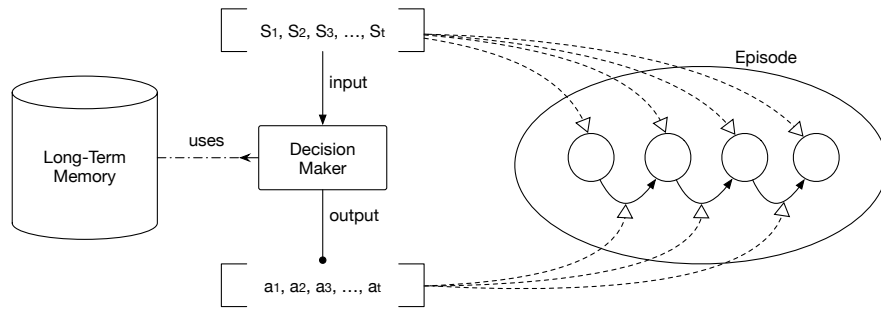 S1, S2, S3, ..., St
Episode
input
uses
Decision
Maker
Long-Term
Memory
output
a1, a2, a3, ..., at